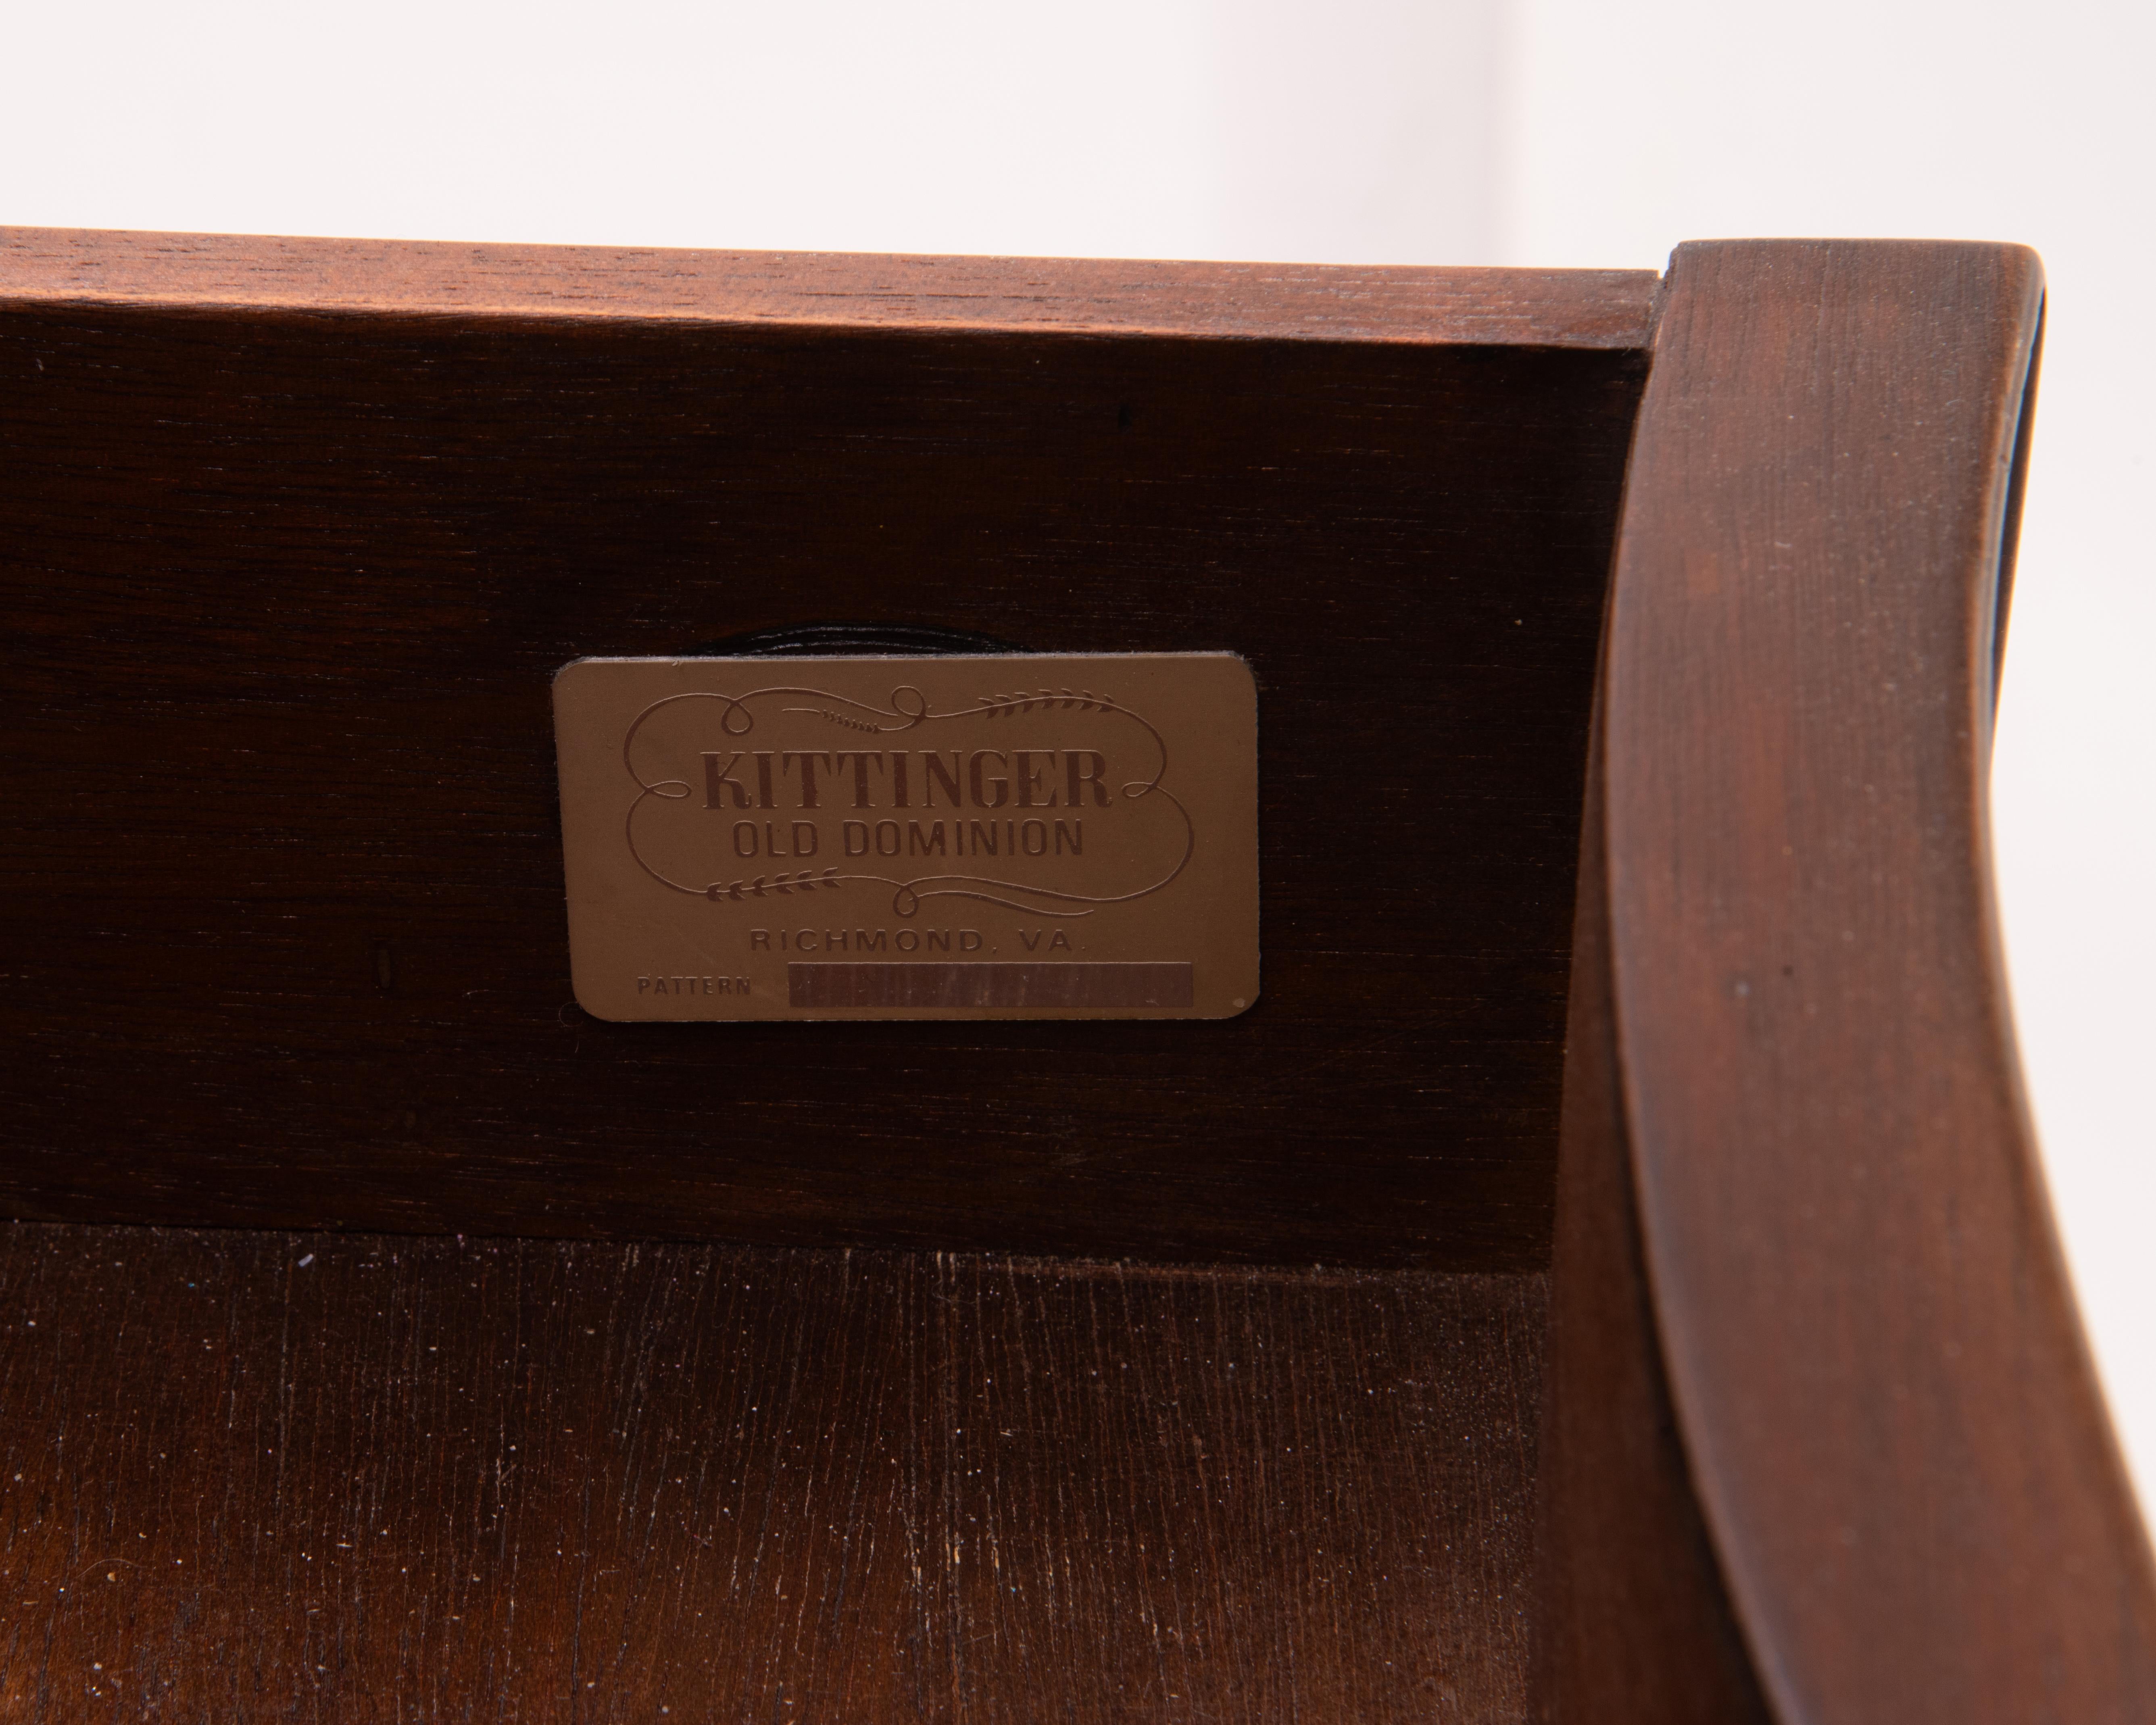 KITTINGER
OLD DOMINION
RICHMOND, VA.
PATTERN